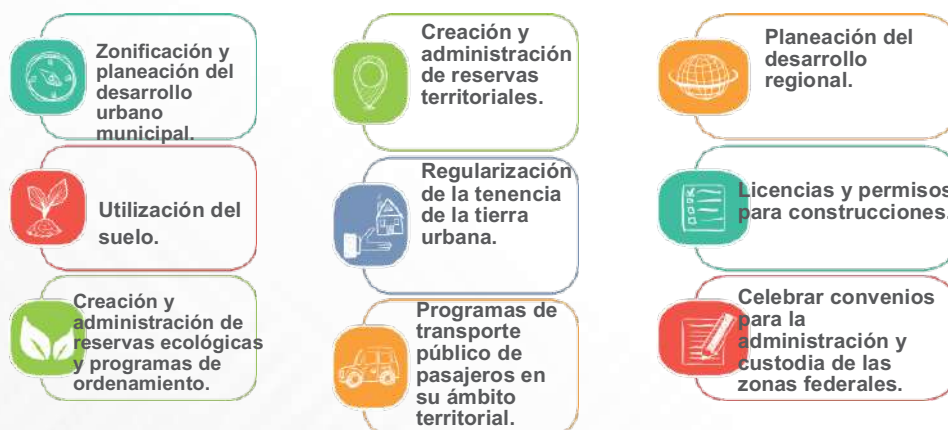 Zonificación y
planeación del
desarrollo
urbano
municipal.
Creación y
administración
de reservas
territoriales.
Planeación del
desarrollo
regional.
Utilización del
suelo.
Regularización
de la tenencia
de la tierra
urbana.
Licencias y permisos
para construcciones.
Creación y
administración de
reservas ecológicas
y programas de
ordenamiento.
Programas de
transporte
público de
pasajeros en
su ámbito
territorial.
Celebrar convenios
para la
administración y
custodia de las
zonas federales.